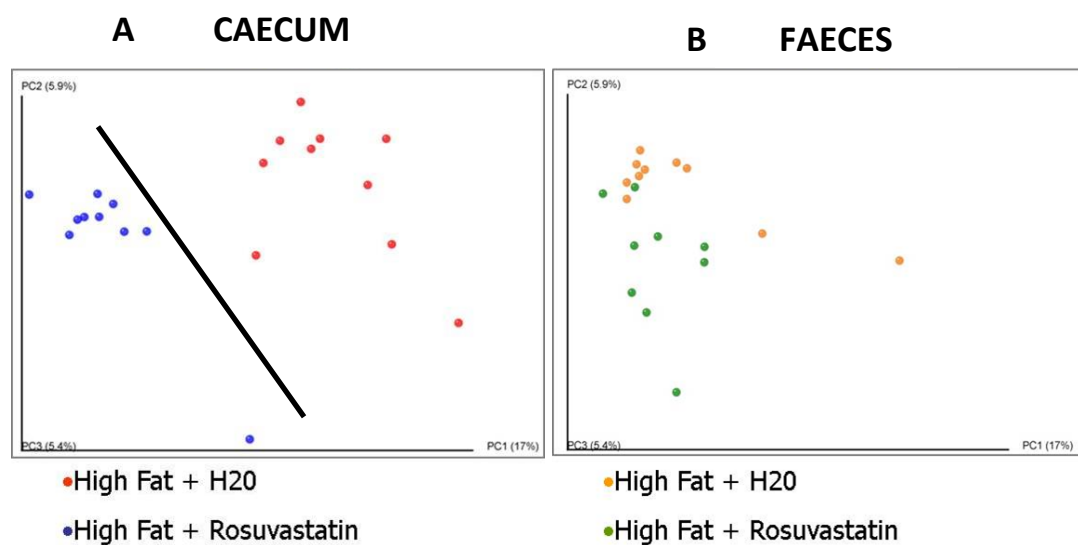 A CAECUM
B FAECES
PC2 (5.9%)
PC3 (5.4%)
PC1 (17%)
PC2 (5.9%)
PC3 (5.4%)
PC1 (17%)
High Fat + H20
High Fat + Rosuvastatin
High Fat + H20
High Fat + Rosuvastatin